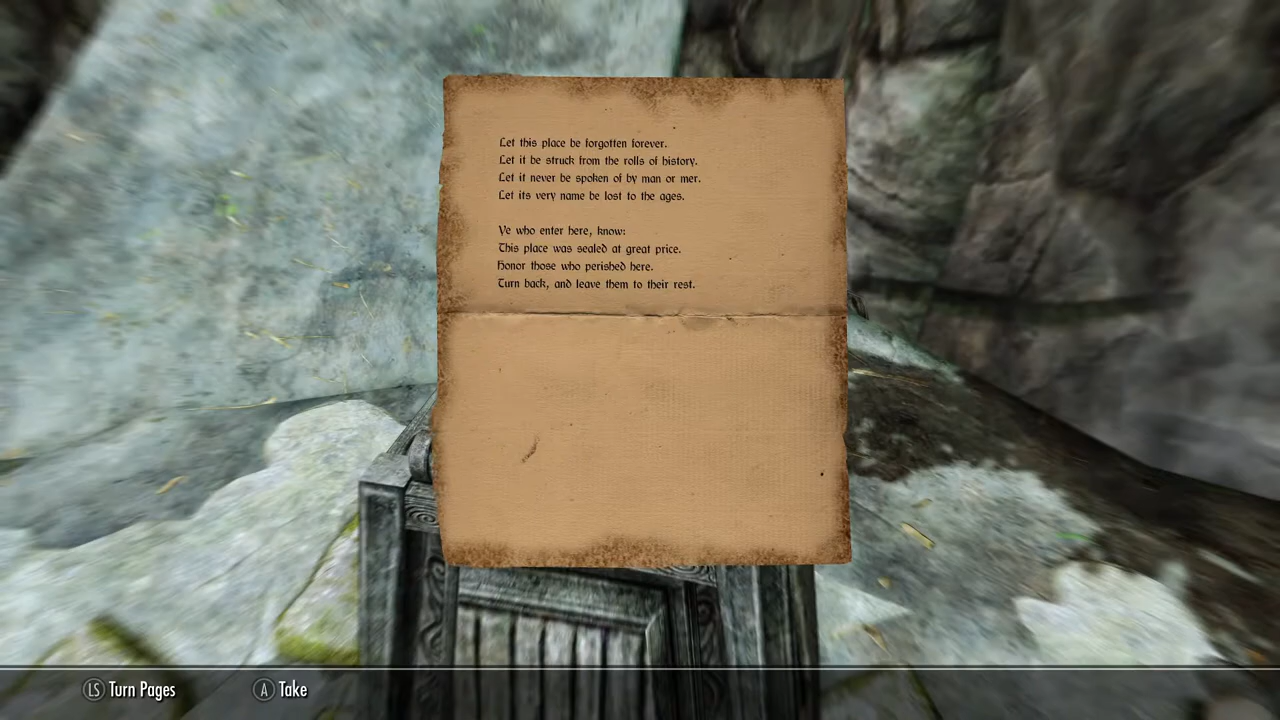 Let this place be forgotten forever.
Let it be struck from the rolls of history.
Let it never be spoken of by man or mer.
Let its very name be lost to the ages.
Ye who enter here, know:
This place was sealed at great price.
Honor those who perished here.
Turn back, and leave them to their rest.
LS Turn Pages
A Take